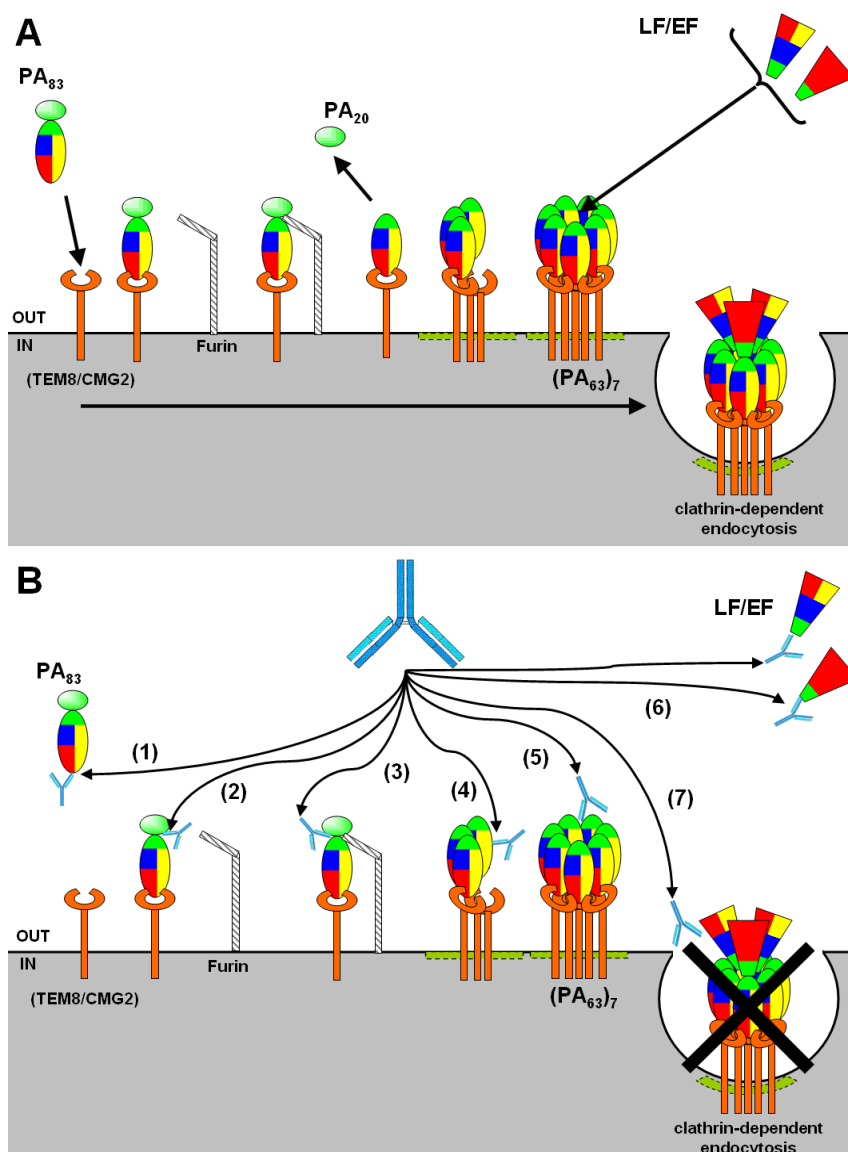 A
LF/EF
PA83
PA20
OUT
IN
Furin
(TEM8/CMG2)
(PA63)7
clathrin-dependent
endocytosis
B
LF/EF
PA83
(1)
(2)
(3)
(4)
(5)
(6)
(7)
OUT
IN
Furin
(TEM8/CMG2)
(PA63)7
clathrin-dependent
endocytosis